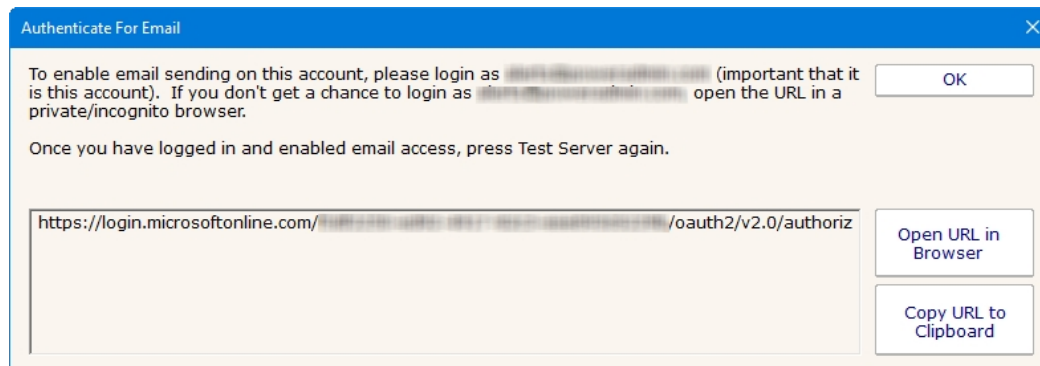 Authenticate For Email
To enable email sending on this account, please login as (important that it
is this account). If you don't get a chance to login as open the URL in a
private/incognito browser.
OK
Once you have logged in and enabled email access, press Test Server again.
https://login.microsoftonline.com/ /oauth2/v2.0/authoriz
Open URL in
Browser
Copy URL to
Clipboard